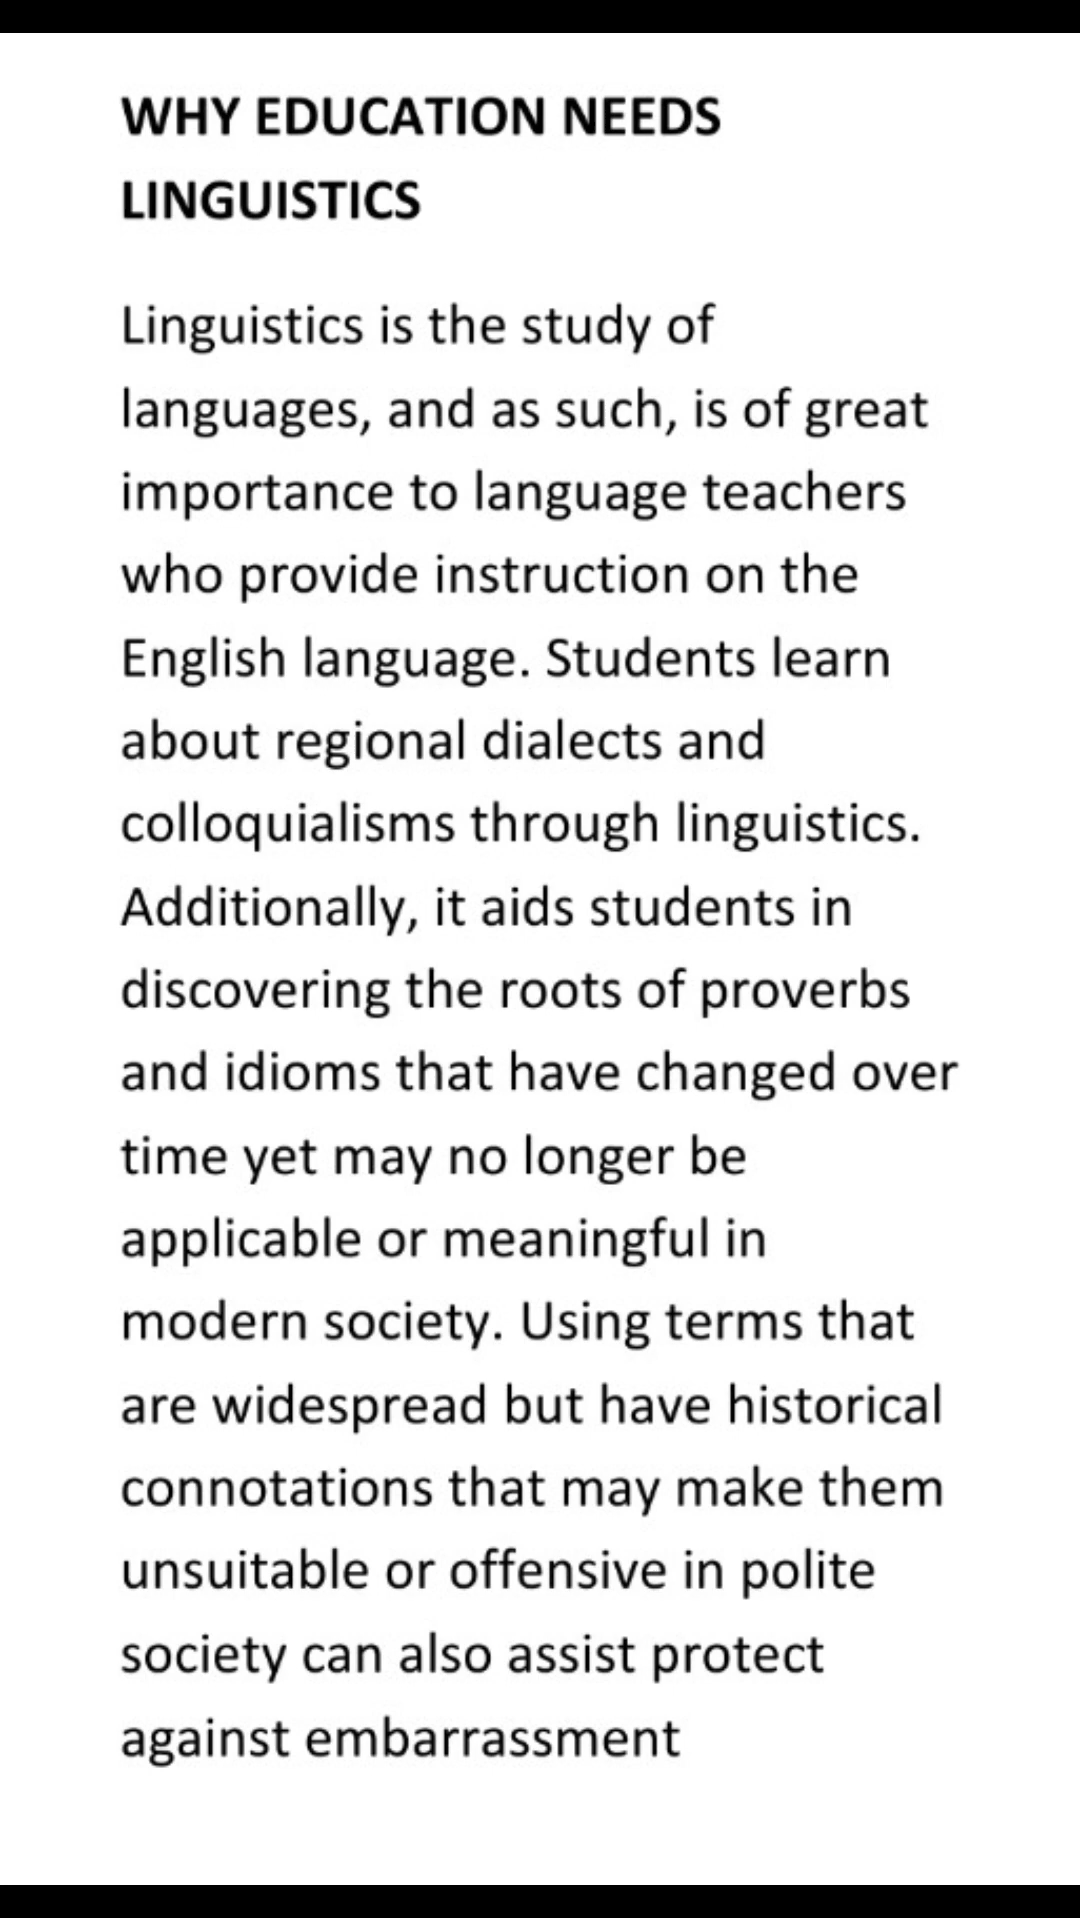 WHY EDUCATION NEEDS
LINGUISTICS
Linguistics is the study of
languages, and as such, is of great
importance to language teachers
who provide instruction on the
English language. Students learn
about regional dialects and
colloquialisms through linguistics.
Additionally, it aids students in
discovering the roots of proverbs
and idioms that have changed over
time yet may no longer be
applicable or meaningful in
modern society. Using terms that
are widespread but have historical
connotations that may make them
unsuitable or offensive in polite
society can also assist protect
against embarrassment